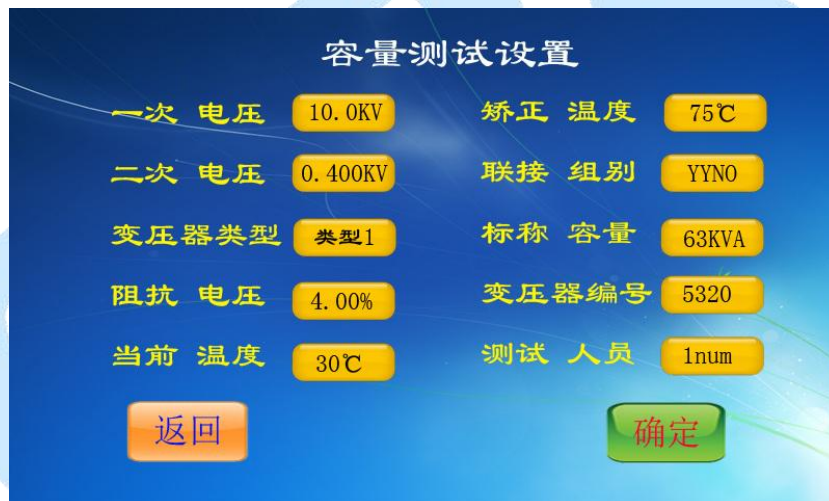 容量测试设置
一次 电压 10.0KV 矫正 温度 75℃
二次 电压 0.400KV 联接 组别 YYNO
变压器类型 类型1 标称 容量 63KVA
阻抗 电压 4.00% 变压器编号 5320
当前 温度 30℃ 测试 人员 1num
返回 确定